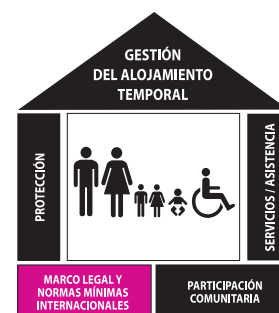 GESTIÓN
DEL ALOJAMIENTO
TEMPORAL
PROTECCIÓN
SERVICIOS / ASISTENCIA
MARCO LEGAL Y
NORMAS MÍNIMAS
INTERNACIONALES
PARTICIPACIÓN
COMUNITARIA